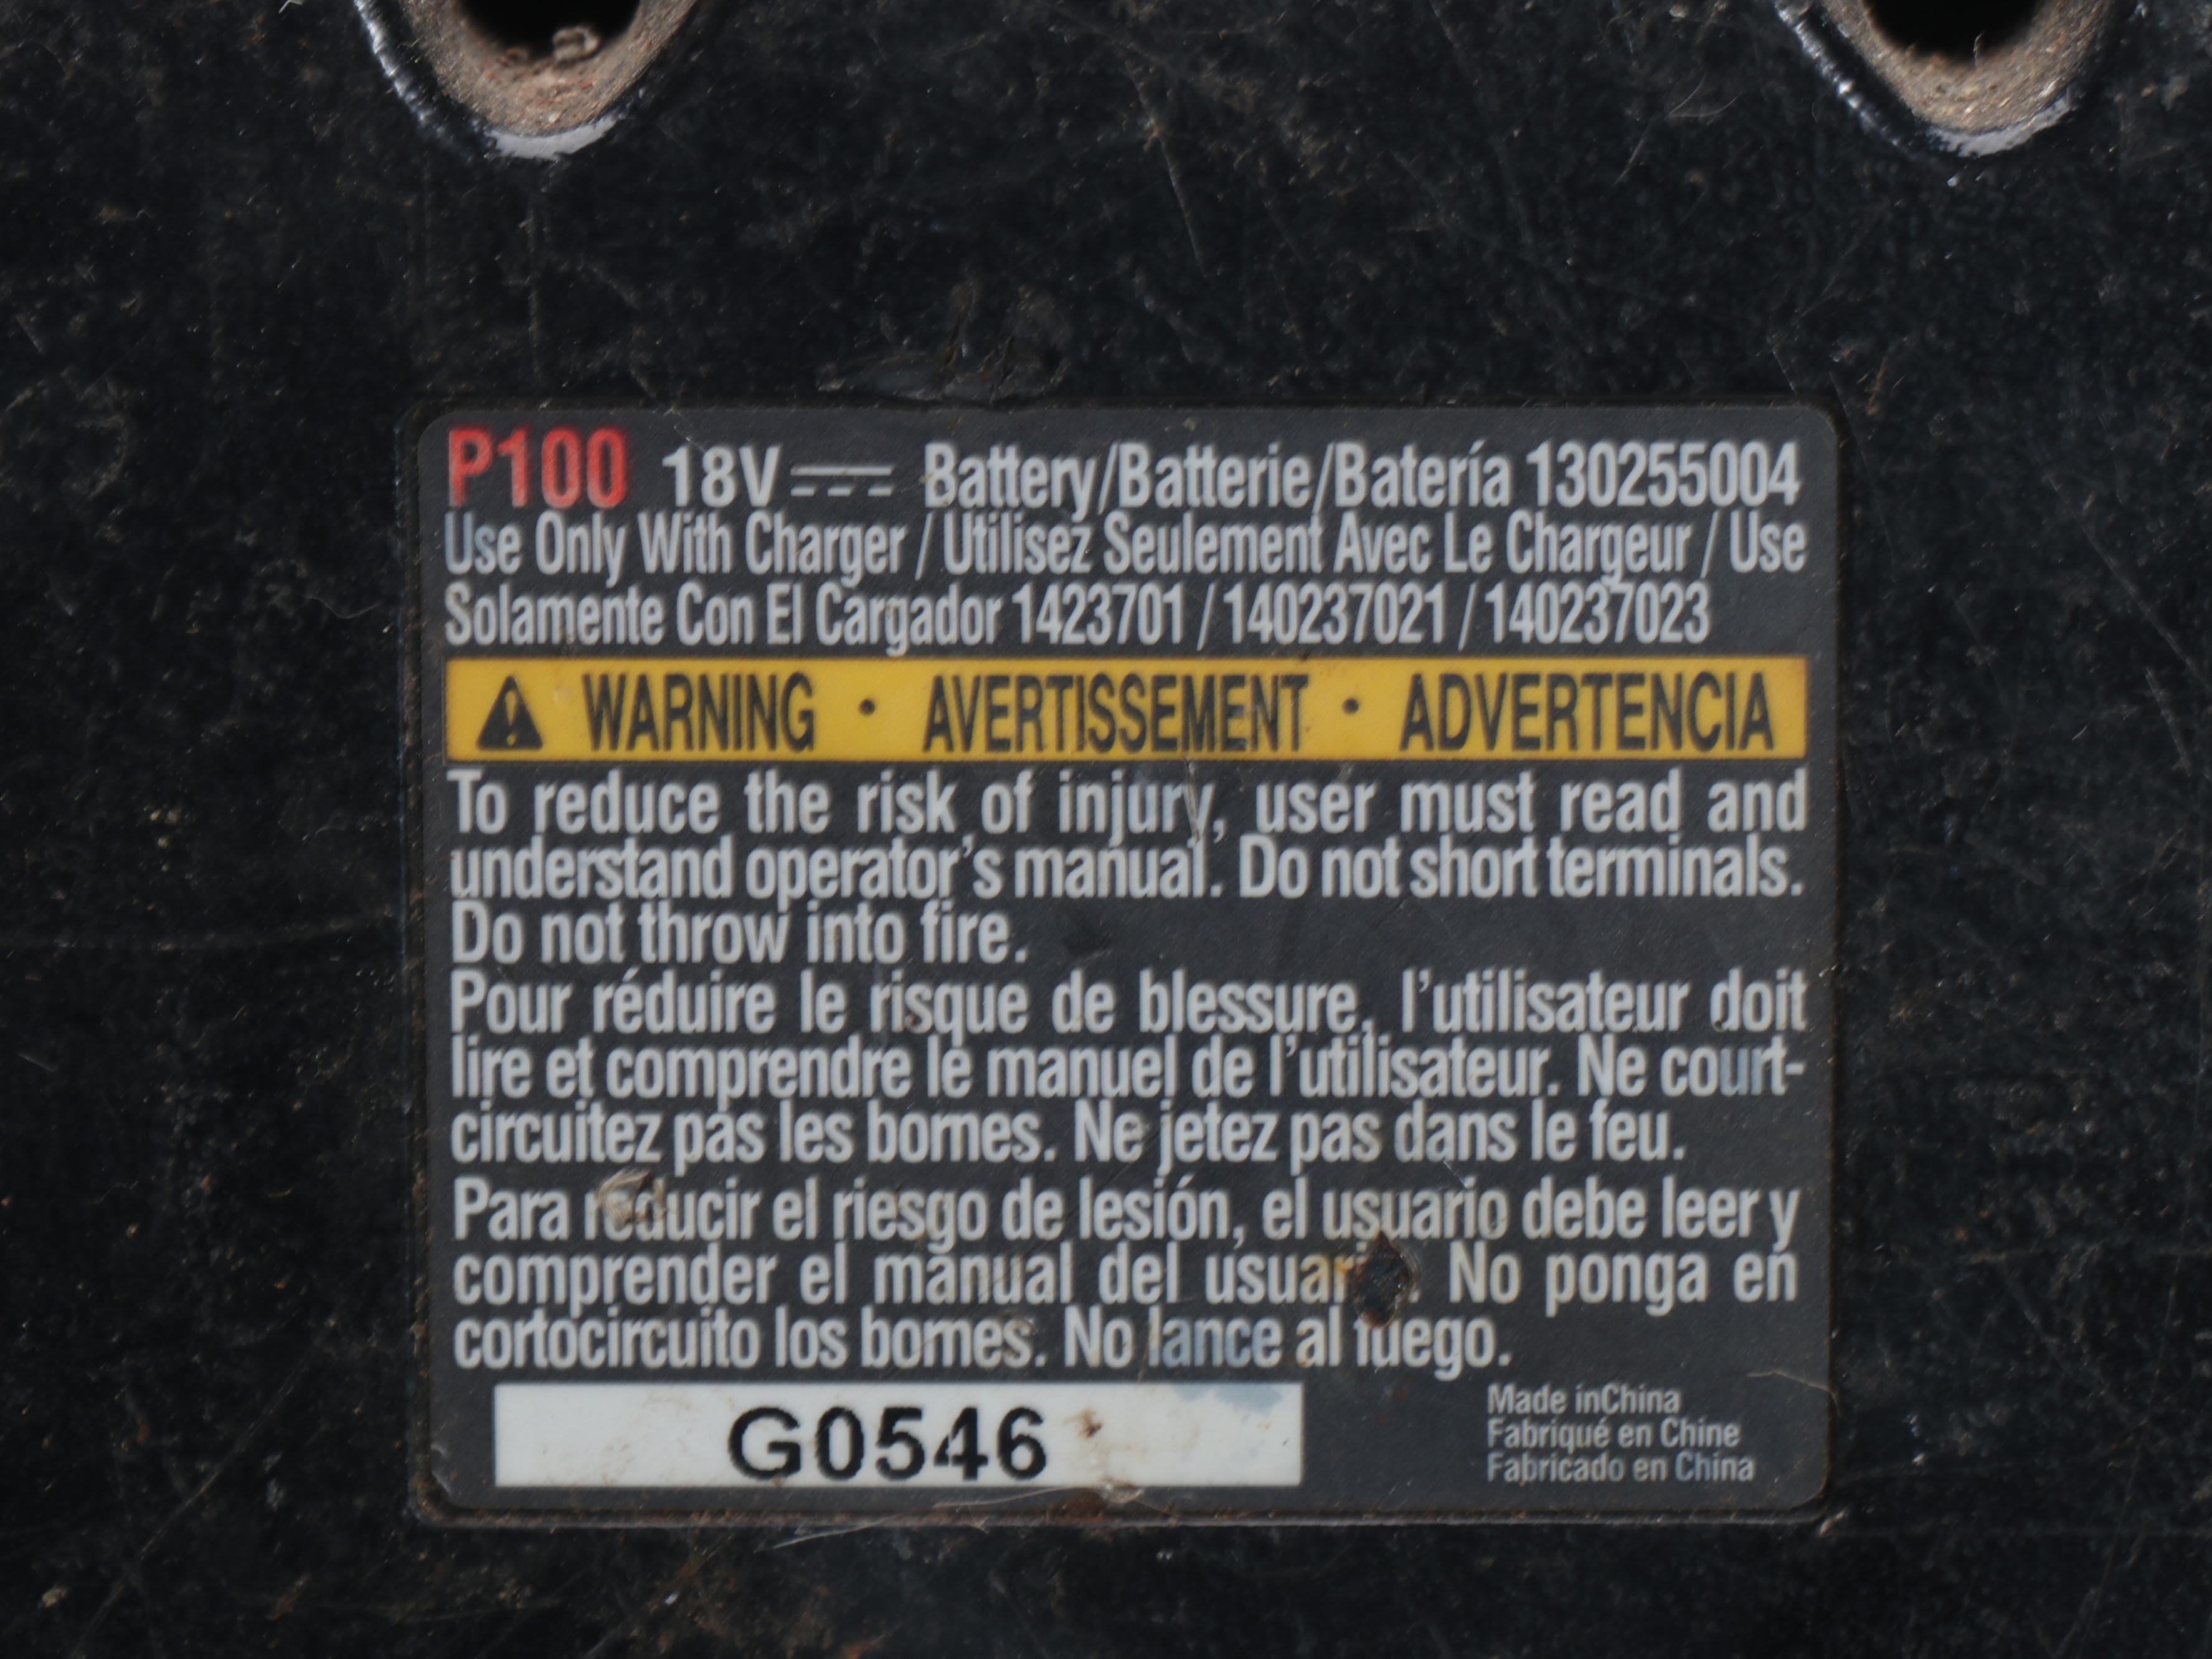 P100 18V Battery/Batterie/Batería 130255004
Use Only With Charger / Utilisez Seulement Avec Le Chargeur / Use
Solamente Con El Cargador 1423701 / 140237021 / 140237023
WARNING • AVERTISSEMENT • ADVERTENCIA
To reduce the risk of injury, user must read and
understand operator's manual. Do not short terminals.
Do not throw into fire.
Pour réduire le risque de blessure, l'utilisateur doit
lire et comprendre le manuel de l'utilisateur. Ne court-
circuitez pas les bornes. Ne jetez pas dans le feu.
Para reducir el riesgo de lesión, el usuario debe leer y
comprender el manual del usuario. No ponga en
cortocircuito los bornes. No lance al fuego.
G0546
Made inChina
Fabriqué en Chine
Fabricado en China